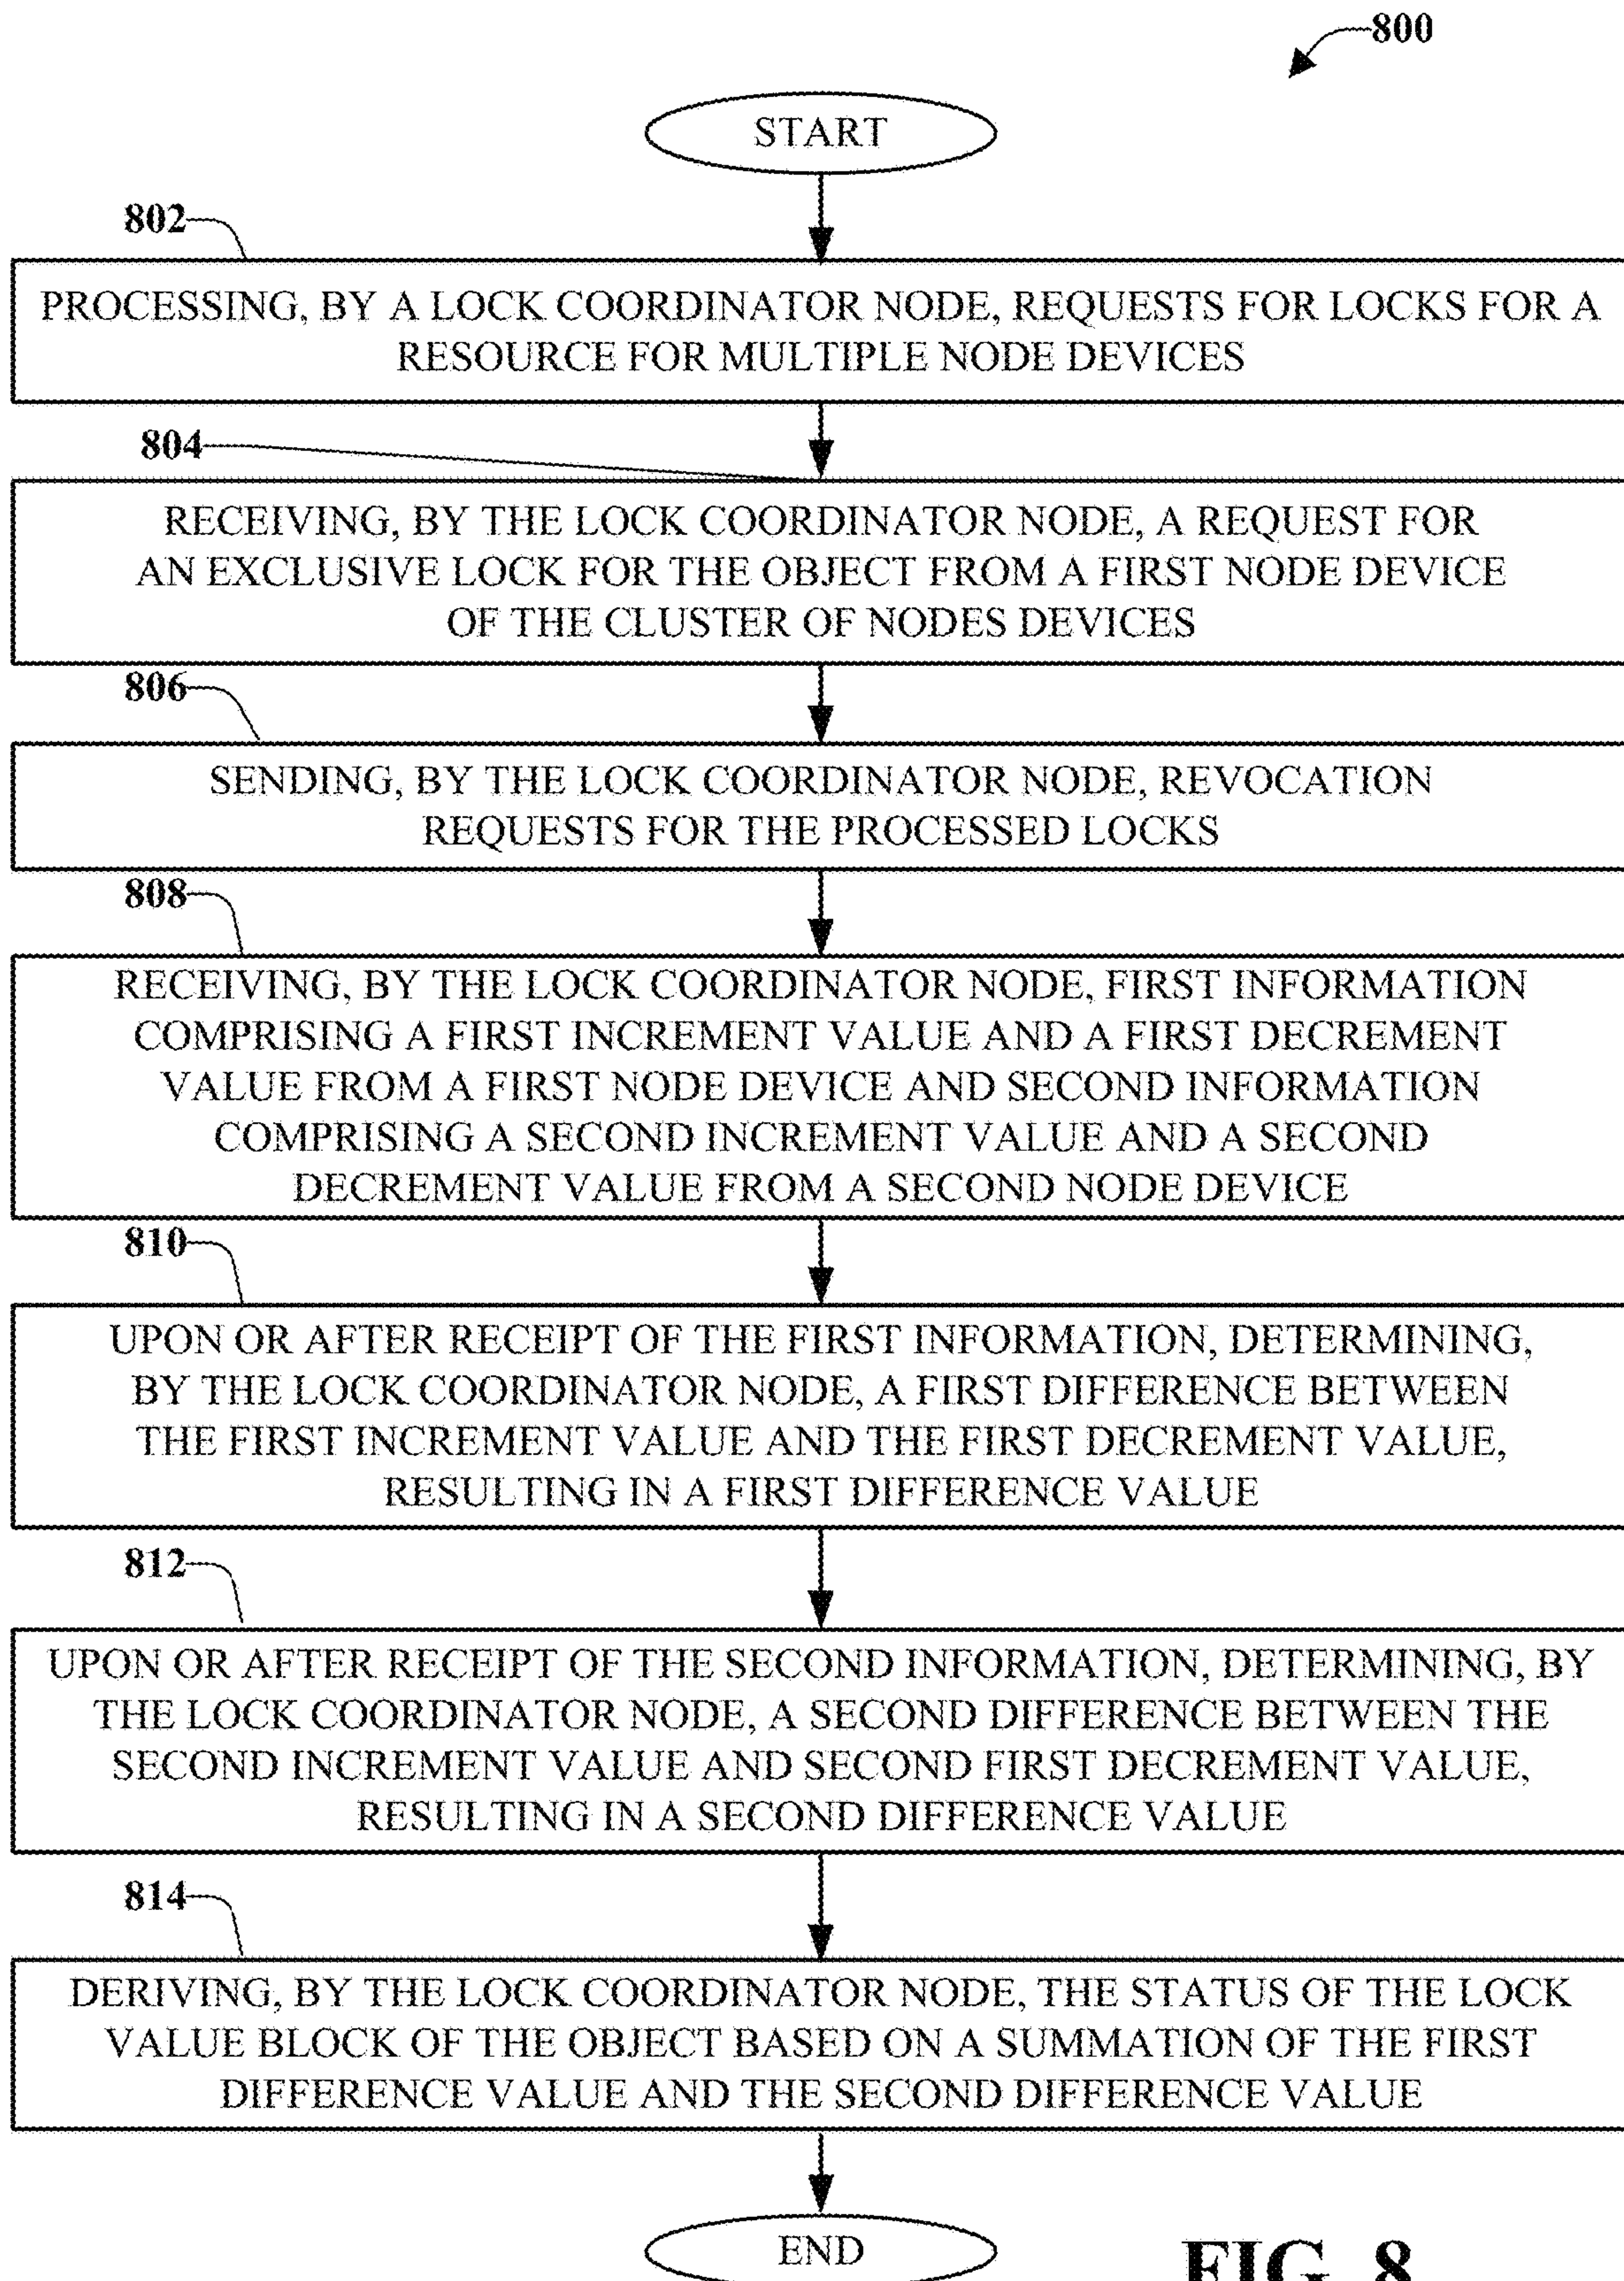 800
START
802
PROCESSING, BY A LOCK COORDINATOR NODE, REQUESTS FOR LOCKS FOR A
RESOURCE FOR MULTIPLE NODE DEVICES
804
RECEIVING, BY THE LOCK COORDINATOR NODE, A REQUEST FOR
AN EXCLUSIVE LOCK FOR THE OBJECT FROM A FIRST NODE DEVICE
OF THE CLUSTER OF NODES DEVICES
806
SENDING, BY THE LOCK COORDINATOR NODE, REVOCATION
REQUESTS FOR THE PROCESSED LOCKS
808
RECEIVING, BY THE LOCK COORDINATOR NODE, FIRST INFORMATION
COMPRISING A FIRST INCREMENT VALUE AND A FIRST DECREMENT
VALUE FROM A FIRST NODE DEVICE AND SECOND INFORMATION
COMPRISING A SECOND INCREMENT VALUE AND A SECOND
DECREMENT VALUE FROM A SECOND NODE DEVICE
810
UPON OR AFTER RECEIPT OF THE FIRST INFORMATION, DETERMINING,
BY THE LOCK COORDINATOR NODE, A FIRST DIFFERENCE BETWEEN
THE FIRST INCREMENT VALUE AND THE FIRST DECREMENT VALUE,
RESULTING IN A FIRST DIFFERENCE VALUE
812
UPON OR AFTER RECEIPT OF THE SECOND INFORMATION, DETERMINING, BY
THE LOCK COORDINATOR NODE, A SECOND DIFFERENCE BETWEEN THE
SECOND INCREMENT VALUE AND SECOND FIRST DECREMENT VALUE,
RESULTING IN A SECOND DIFFERENCE VALUE
814
DERIVING, BY THE LOCK COORDINATOR NODE, THE STATUS OF THE LOCK
VALUE BLOCK OF THE OBJECT BASED ON A SUMMATION OF THE FIRST
DIFFERENCE VALUE AND THE SECOND DIFFERENCE VALUE
END
FIG. 8